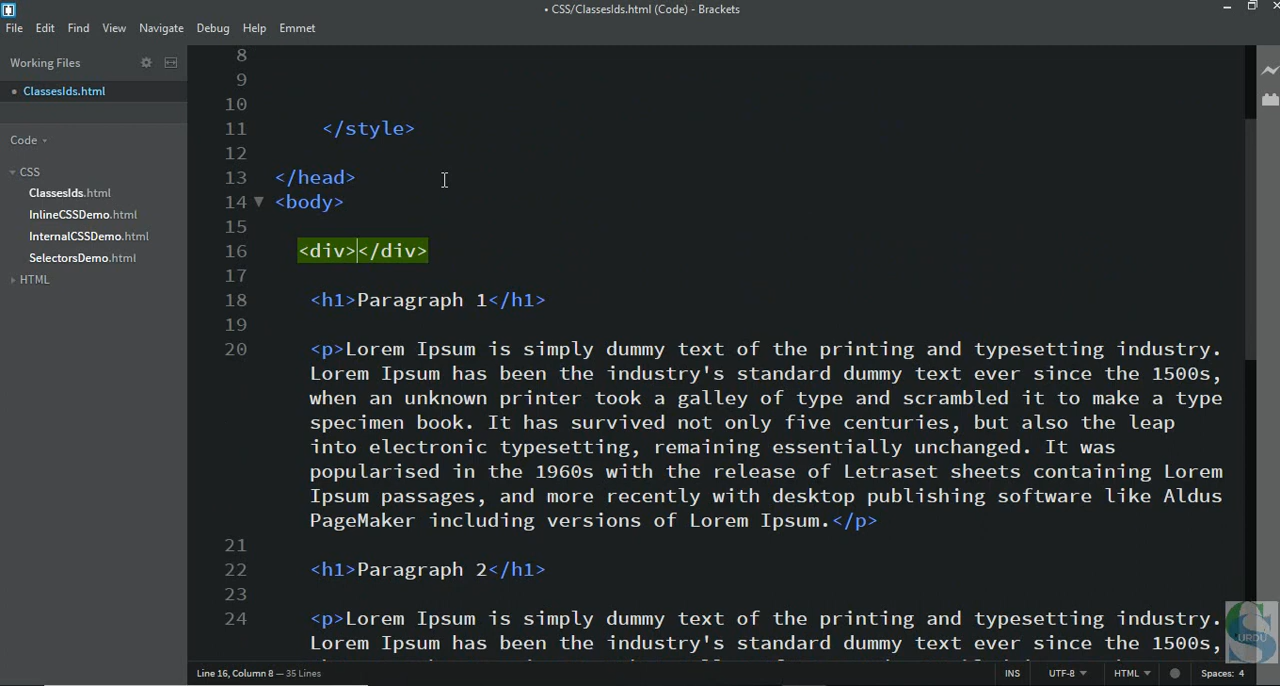 • CSS/ClassesIds.html (Code) - Brackets
File Edit Find View Navigate Debug Help Emmet
Working Files
• ClassesIds.html
Code
CSS
ClassesIds.html
InlineCSSDemo.html
InternalCSSDemo.html
SelectorsDemo.html
HTML
8
9
10
11 </style>
12
13 </head>
14 <body>
15
16 <div></div>
17
18 <h1>Paragraph 1</h1>
19
20 <p>Lorem Ipsum is simply dummy text of the printing and typesetting industry.
Lorem Ipsum has been the industry's standard dummy text ever since the 1500s,
when an unknown printer took a galley of type and scrambled it to make a type
specimen book. It has survived not only five centuries, but also the leap
into electronic typesetting, remaining essentially unchanged. It was
popularised in the 1960s with the release of Letraset sheets containing Lorem
Ipsum passages, and more recently with desktop publishing software like Aldus
PageMaker including versions of Lorem Ipsum.</p>
21
22 <h1>Paragraph 2</h1>
23
24 <p>Lorem Ipsum is simply dummy text of the printing and typesetting industry.
Lorem Ipsum has been the industry's standard dummy text ever since the 1500s,
URDU
Line 16, Column 8 — 35 Lines INS UTF-8 HTML Spaces: 4